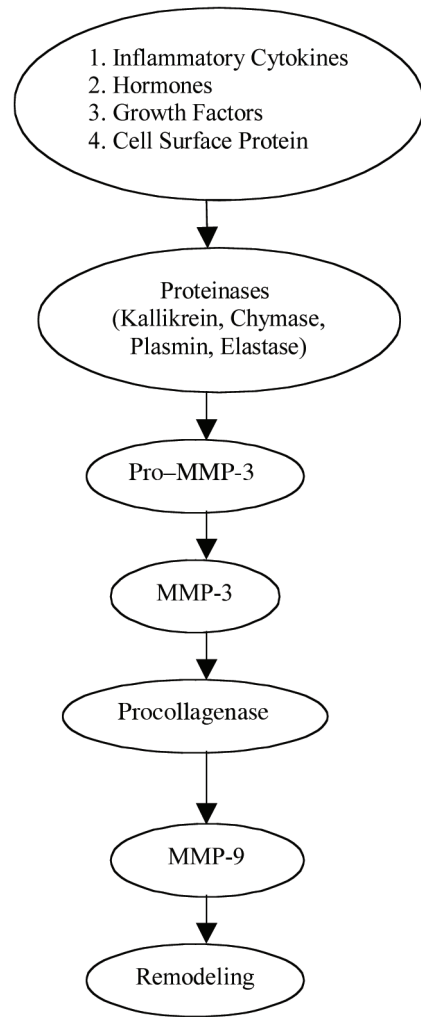 1. Inflammatory Cytokines
2. Hormones
3. Growth Factors
4. Cell Surface Protein
Proteinases
(Kallikrein, Chymase,
Plasmin, Elastase)
Pro–MMP-3
MMP-3
Procollagenase
MMP-9
Remodeling